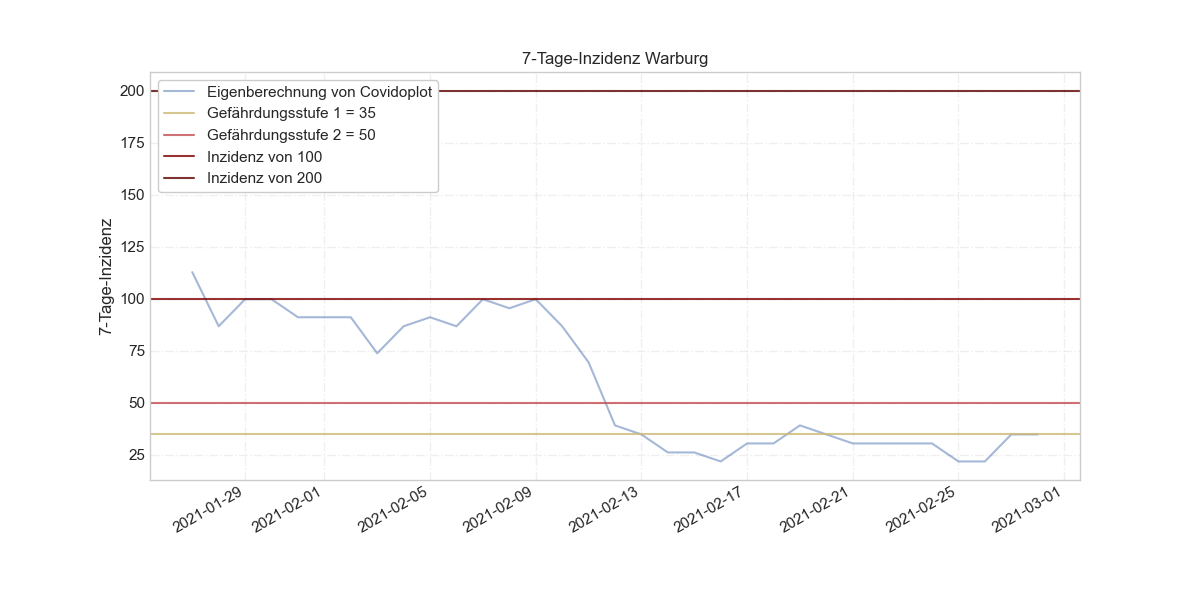 7-Tage-Inzidenz Warburg
7-Tage-Inzidenz
200
175
150
125
100
75
50
25
Eigenberechnung von Covidoplot
Gefährdungsstufe 1 = 35
Gefährdungsstufe 2 = 50
Inzidenz von 100
Inzidenz von 200
2021-01-29
2021-02-01
2021-02-05
2021-02-09
2021-02-13
2021-02-17
2021-02-21
2021-02-25
2021-03-01